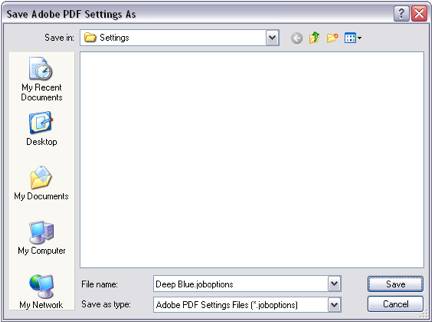 Save Adobe PDF Settings As
Save in: Settings
My Recent
Documents
Desktop
My Documents
My Computer
My Network
File name: Deep Blue.joboptions Save
Save as type: Adobe PDF Settings Files (*.joboptions) Cancel